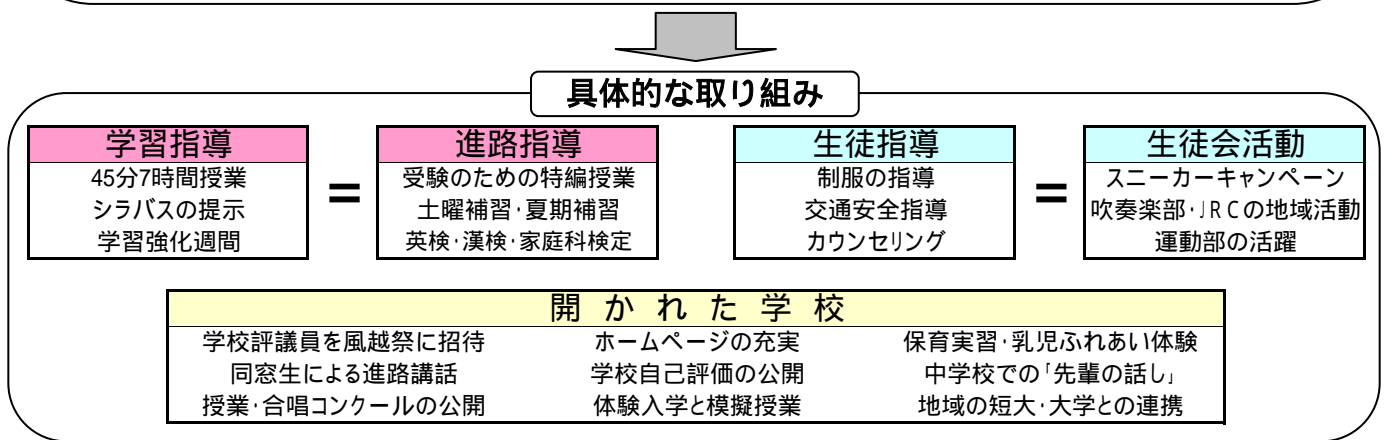 具体的な取り組み
学習指導
45分7時間授業
シラバスの提示
学習強化週間
=
進路指導
受験のための特編授業
土曜補習・夏期補習
英検・漢検・家庭科検定
生徒指導
制服の指導
交通安全指導
カウンセリング
=
生徒会活動
スニーカーキャンペーン
吹奏楽部・JRCの地域活動
運動部の活躍
開かれた学校
学校評議員を風越祭に招待
同窓生による進路講話
授業・合唱コンクールの公開
ホームページの充実
学校自己評価の公開
体験入学と模擬授業
保育実習・乳児ふれあい体験
中学校での「先輩の話し」
地域の短大・大学との連携